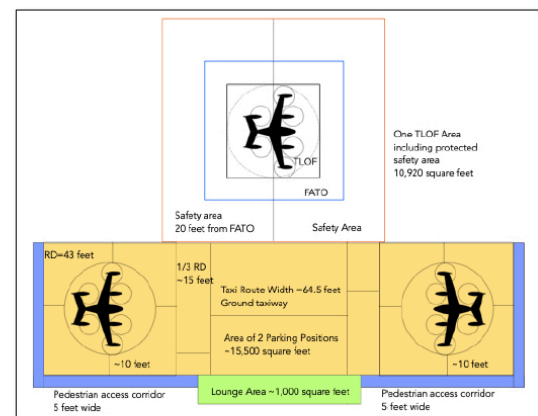 One TLOF Area
including protected
safety area
10,920 square feet
TLOF
FATO
Safety area
20 feet from FATO
Safety Area
RD=43 feet
1/3 RD
~15 feet
Taxi Route Width ~64.5 feet
Ground taxiway
Area of 2 Parking Positions
~15,500 square feet
~10 feet
~10 feet
Pedestrian access corridor
5 feet wide
Lounge Area ~1,000 square feet
Pedestrian access corridor
5 feet wide